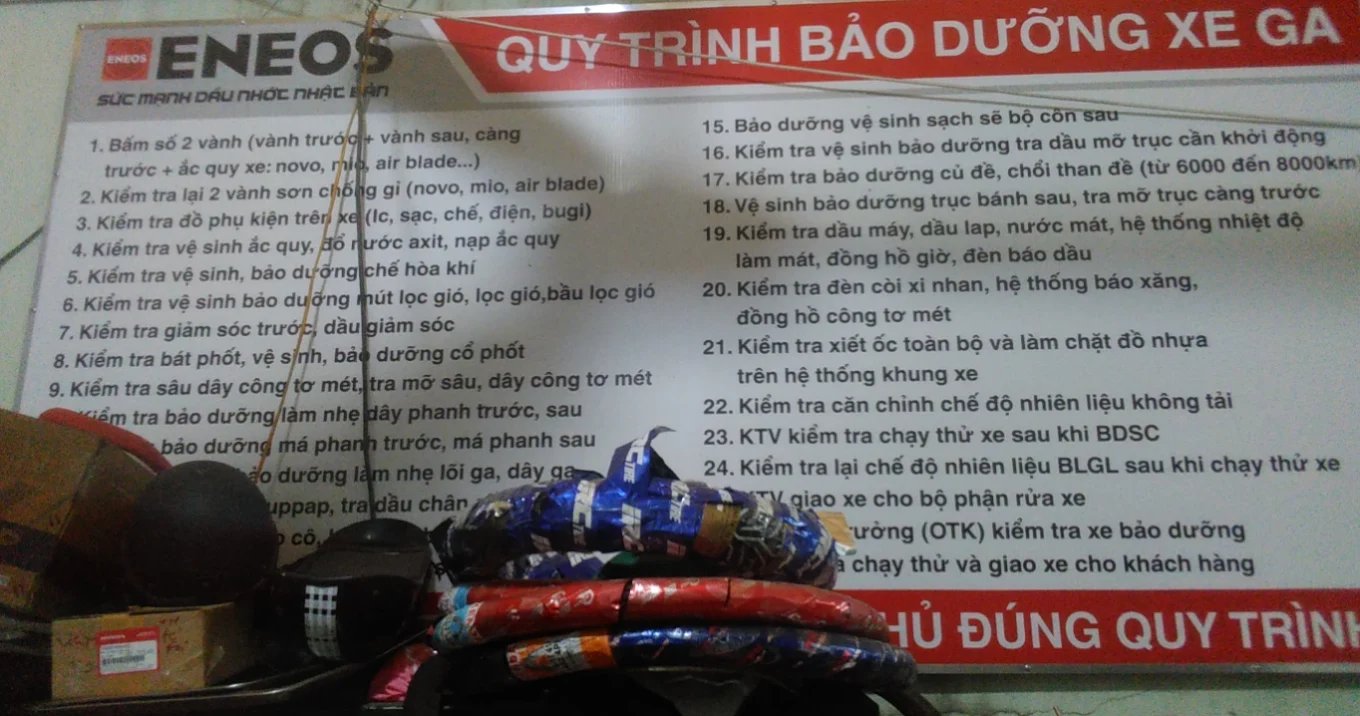 ENEOS
ENEOS
SỨC MẠNH DẦU NHỚT NHẬT BẢN
QUY TRÌNH BẢO DƯỠNG XE GA
1. Bấm số 2 vành (vành trước + vành sau, càng
trước + ắc quy xe: novo, mio, air blade...)
2. Kiểm tra lại 2 vành sơn chống gỉ (novo, mio, air blade)
3. Kiểm tra đồ phụ kiện trên xe (Ic, sạc, chế, điện, bugi)
4. Kiểm tra vệ sinh ắc quy, đổ nước axit, nạp ắc quy
5. Kiểm tra vệ sinh, bảo dưỡng chế hòa khí
6. Kiểm tra vệ sinh bảo dưỡng mút lọc gió, lọc gió,bầu lọc gió
7. Kiểm tra giảm sóc trước, dầu giảm sóc
8. Kiểm tra bát phốt, vệ sinh, bảo dưỡng cổ phốt
9. Kiểm tra sâu dây công tơ mét, tra mỡ sâu, dây công tơ mét
tra bảo dưỡng làm nhẹ dây phanh trước, sau
bảo dưỡng má phanh trước, má phanh sau
dưỡng làm nhẹ lõi ga, dây ga
tra dầu chân
cô,
15. Bảo dưỡng vệ sinh sạch sẽ bộ côn sau
16. Kiểm tra vệ sinh bảo dưỡng tra dầu mỡ trục cần khởi động
17. Kiểm tra bảo dưỡng củ đề, chổi than đề (từ 6000 đến 8000km)
18. Vệ sinh bảo dưỡng trục bánh sau, tra mỡ trục càng trước
19. Kiểm tra dầu máy, dầu lap, nước mát, hệ thống nhiệt độ
làm mát, đồng hồ giờ, đèn báo dầu
20. Kiểm tra đèn còi xi nhan, hệ thống báo xăng,
đồng hồ công tơ mét
21. Kiểm tra xiết ốc toàn bộ và làm chặt đồ nhựa
trên hệ thống khung xe
22. Kiểm tra căn chỉnh chế độ nhiên liệu không tải
23. KTV kiểm tra chạy thử xe sau khi BDSC
24. Kiểm tra lại chế độ nhiên liệu BLGL sau khi chạy thử xe
giao xe cho bộ phận rửa xe
(OTK) kiểm tra xe bảo dưỡng
chạy thử và giao xe cho khách hàng
ĐÚNG QUY TRÌNH